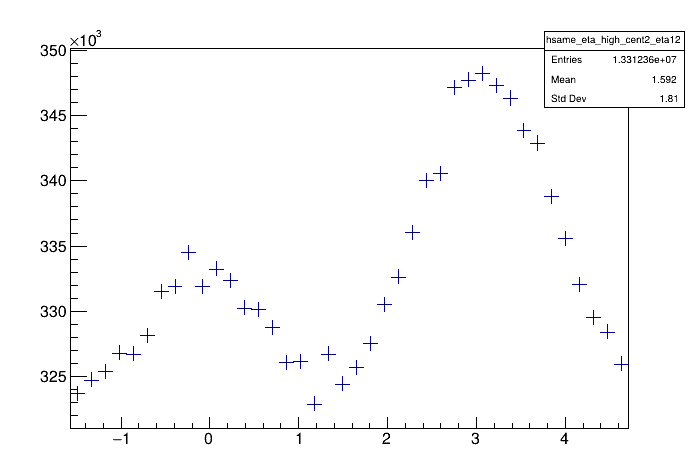 ×10³
hsame_eta_high_cent2_eta12
Entries 1.331236e+07
Mean 1.592
Std Dev 1.81
350
345
340
335
330
325
−1 0 1 2 3 4